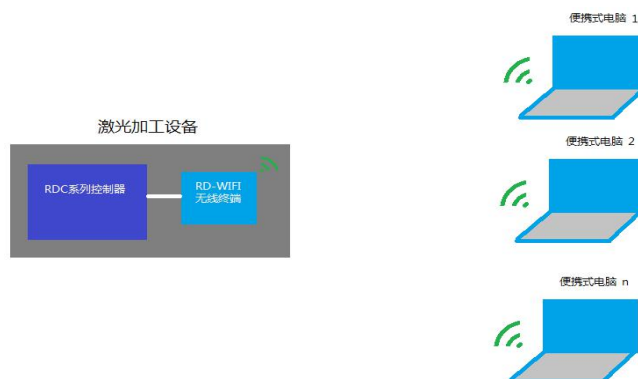 便携式电脑 1
激光加工设备
便携式电脑 2
RDC系列控制器
RD-WIFI
无线终端
便携式电脑 n